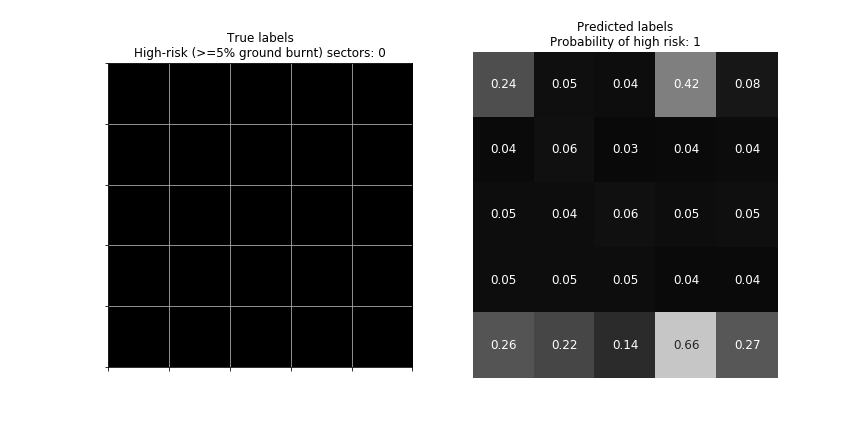 True labels
High-risk (>=5% ground burnt) sectors: 0
Predicted labels
Probability of high risk: 1
0.24 0.05 0.04 0.42 0.08
0.04 0.06 0.03 0.04 0.04
0.05 0.04 0.06 0.05 0.05
0.05 0.05 0.05 0.04 0.04
0.26 0.22 0.14 0.66 0.27